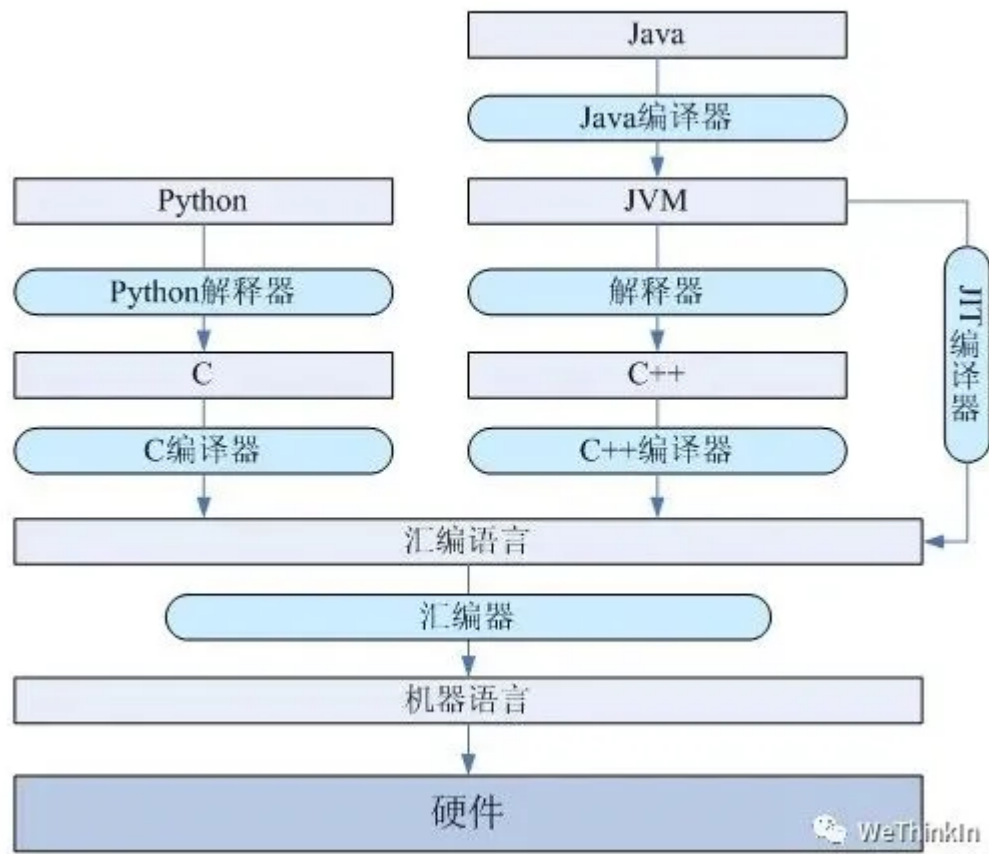 Java
Java编译器
Python
JVM
Python解释器
解释器
JIT编译器
C
C++
C编译器
C++编译器
汇编语言
汇编器
机器语言
硬件
WeThinkIn